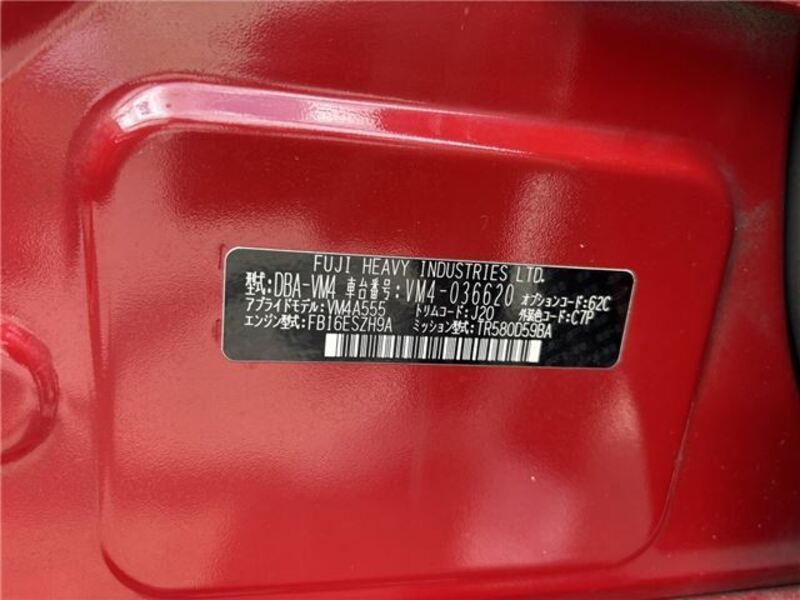 FUJI HEAVY INDUSTRIES LTD.
型式:DBA-VM4 車台番号:VM4-036620 オプションコード:62C
アプライドモデル:VM4A555 トリムコード:J20 外装色コード:C7P
エンジン型式:FB16ESZH9A ミッション型式:TR580D59BA